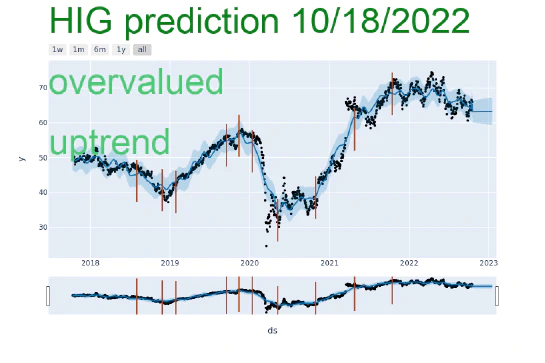 HIG prediction 10/18/2022
1w 1m 6m 1y all
overvalued
uptrend
70
60
50
40
30
y
2018 2019 2020 2021 2022 2023
ds